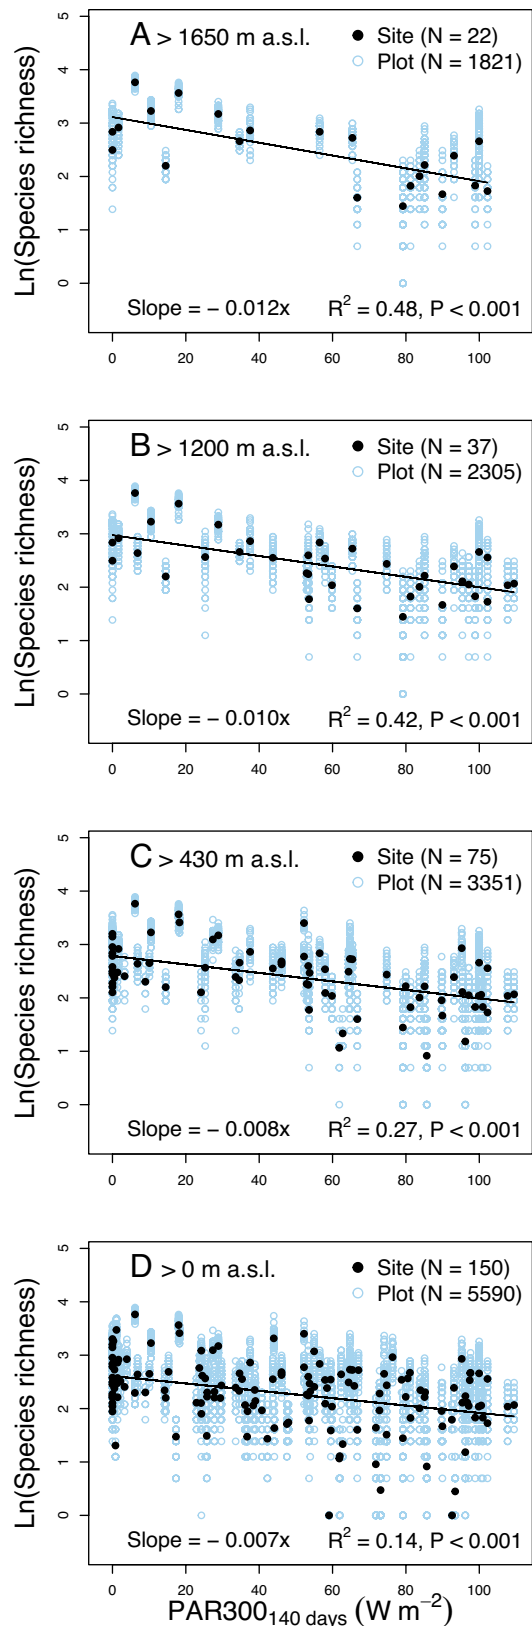 A > 1650 m a.s.l.
Site (N = 22)
Plot (N = 1821)
Ln(Species richness)
5
4
3
2
1
0
Slope = − 0.012x
R² = 0.48, P < 0.001
0 20 40 60 80 100
B > 1200 m a.s.l.
Site (N = 37)
Plot (N = 2305)
Ln(Species richness)
5
4
3
2
1
0
Slope = − 0.010x
R² = 0.42, P < 0.001
0 20 40 60 80 100
C > 430 m a.s.l.
Site (N = 75)
Plot (N = 3351)
Ln(Species richness)
5
4
3
2
1
0
Slope = − 0.008x
R² = 0.27, P < 0.001
0 20 40 60 80 100
D > 0 m a.s.l.
Site (N = 150)
Plot (N = 5590)
Ln(Species richness)
5
4
3
2
1
0
Slope = −0.007x
R² = 0.14, P < 0.001
0 20 40 60 80 100
PAR300₁₄₀ days (W m⁻²)